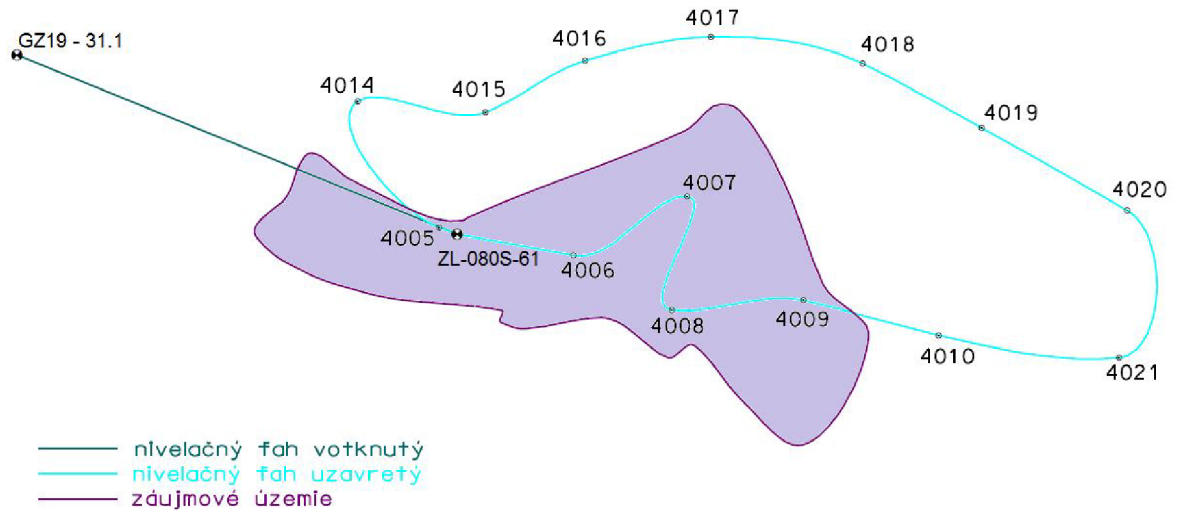 GZ19 - 31.1
4017
4016
4018
4014
4015
4019
4007
4020
4005
ZL-080S-61
4006
4008
4009
4010
4021
nivelačný ťah votknutý
nivelačný ťah uzavretý
záujmové územie